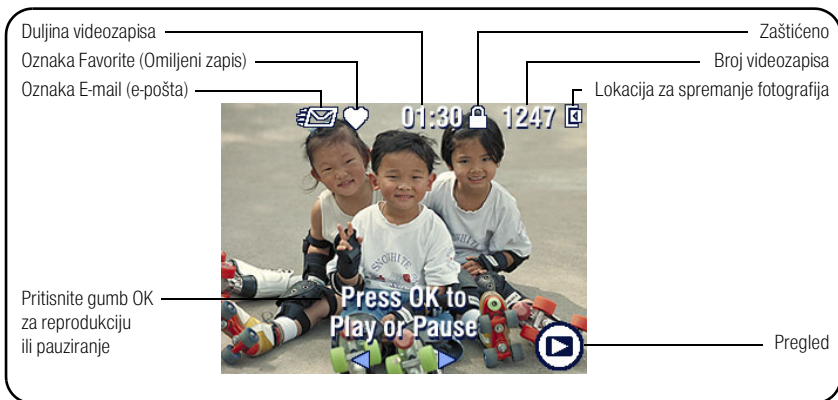 Duljina videozapisa
Oznaka Favorite (Omiljeni zapis)
Oznaka E-mail (e-pošta)
Zaštićeno
Broj videozapisa
Lokacija za spremanje fotografija
01:30 1247
SNOWHITE
Press OK to
Play or Pause
Pritisnite gumb OK
za reprodukciju
ili pauziranje
Pregled